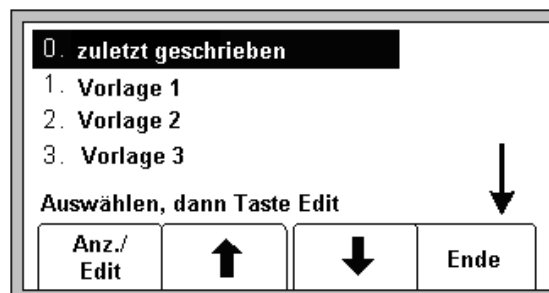 0. zuletzt geschrieben
1. Vorlage 1
2. Vorlage 2
3. Vorlage 3
Auswählen, dann Taste Edit
Anz./
Edit
Ende